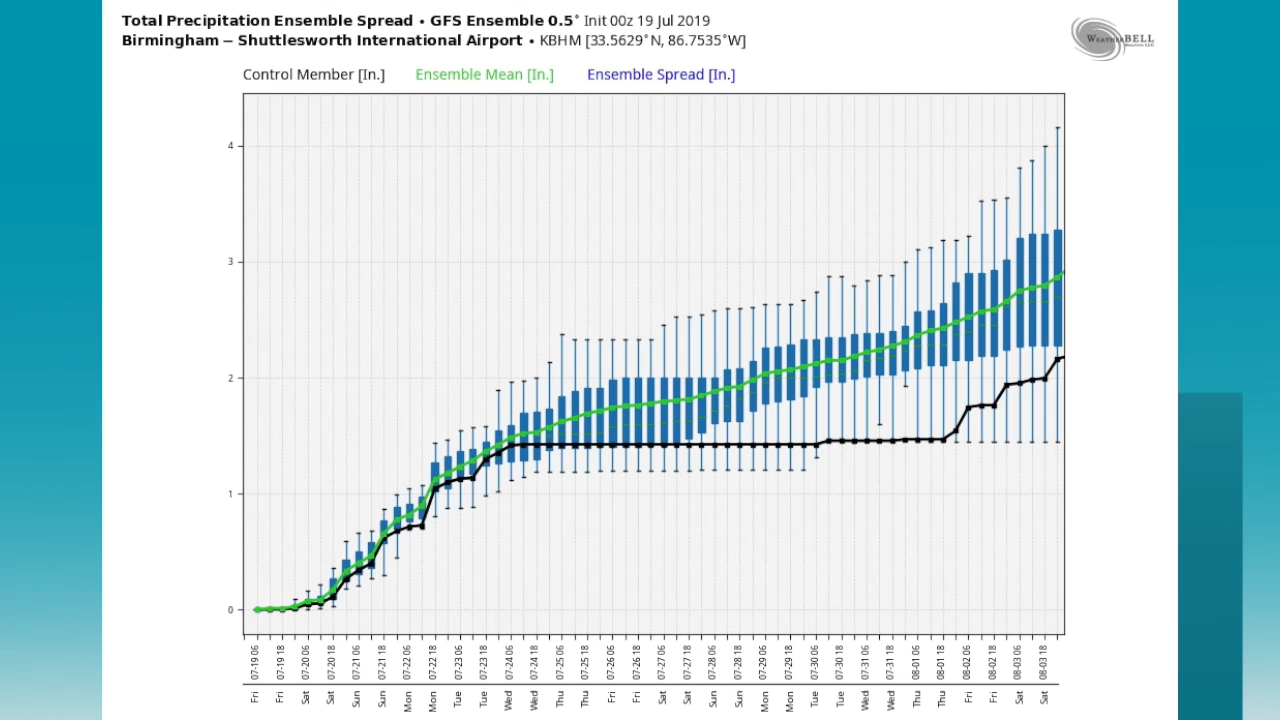 Total Precipitation Ensemble Spread • GFS Ensemble 0.5° Init 00z 19 Jul 2019
Birmingham – Shuttlesworth International Airport • KBHM [33.5629°N, 86.7535°W]
WeatherBELL
Control Member [In.] Ensemble Mean [In.] Ensemble Spread [In.]
4
3
2
1
0
07-19 06 07-19 18 07-20 06 07-20 18 07-21 06 07-21 18 07-22 06 07-22 18 07-23 06 07-23 18 07-24 06 07-24 18 07-25 06 07-25 18 07-26 06 07-26 18 07-27 06 07-27 18 07-28 06 07-28 18 07-29 06 07-29 18 07-30 06 07-30 18 07-31 06 07-31 18 08-01 06 08-01 18 08-02 06 08-02 18 08-03 06 08-03 18
Fri Fri Sat Sat Sun Sun Mon Mon Tue Tue Wed Wed Thu Thu Fri Fri Sat Sat Sun Sun Mon Mon Tue Tue Wed Wed Thu Thu Fri Fri Sat Sat